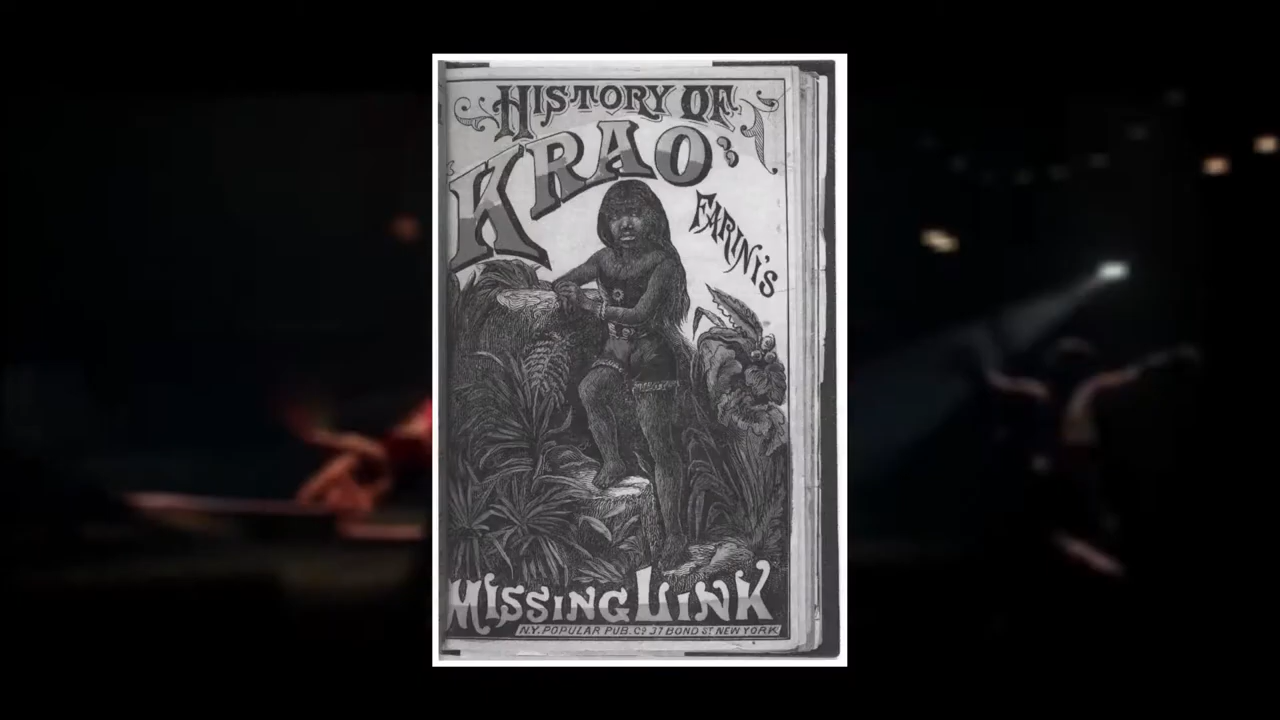 HISTORY OF
KRAO:
FARINI'S
MISSING LINK
N.Y. POPULAR PUB. Cº 37 BOND ST NEW YORK